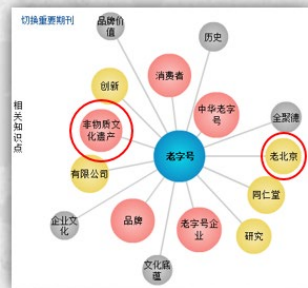 切换重要期刊
品牌价
值
历史
消费者
创新
中华老字
号
相
关
知
识
点
非物质文
化遗产
全聚德
老字号
老北京
有限公司
同仁堂
企业文
化
品牌
老字号企
业
研究
文化底
蕴